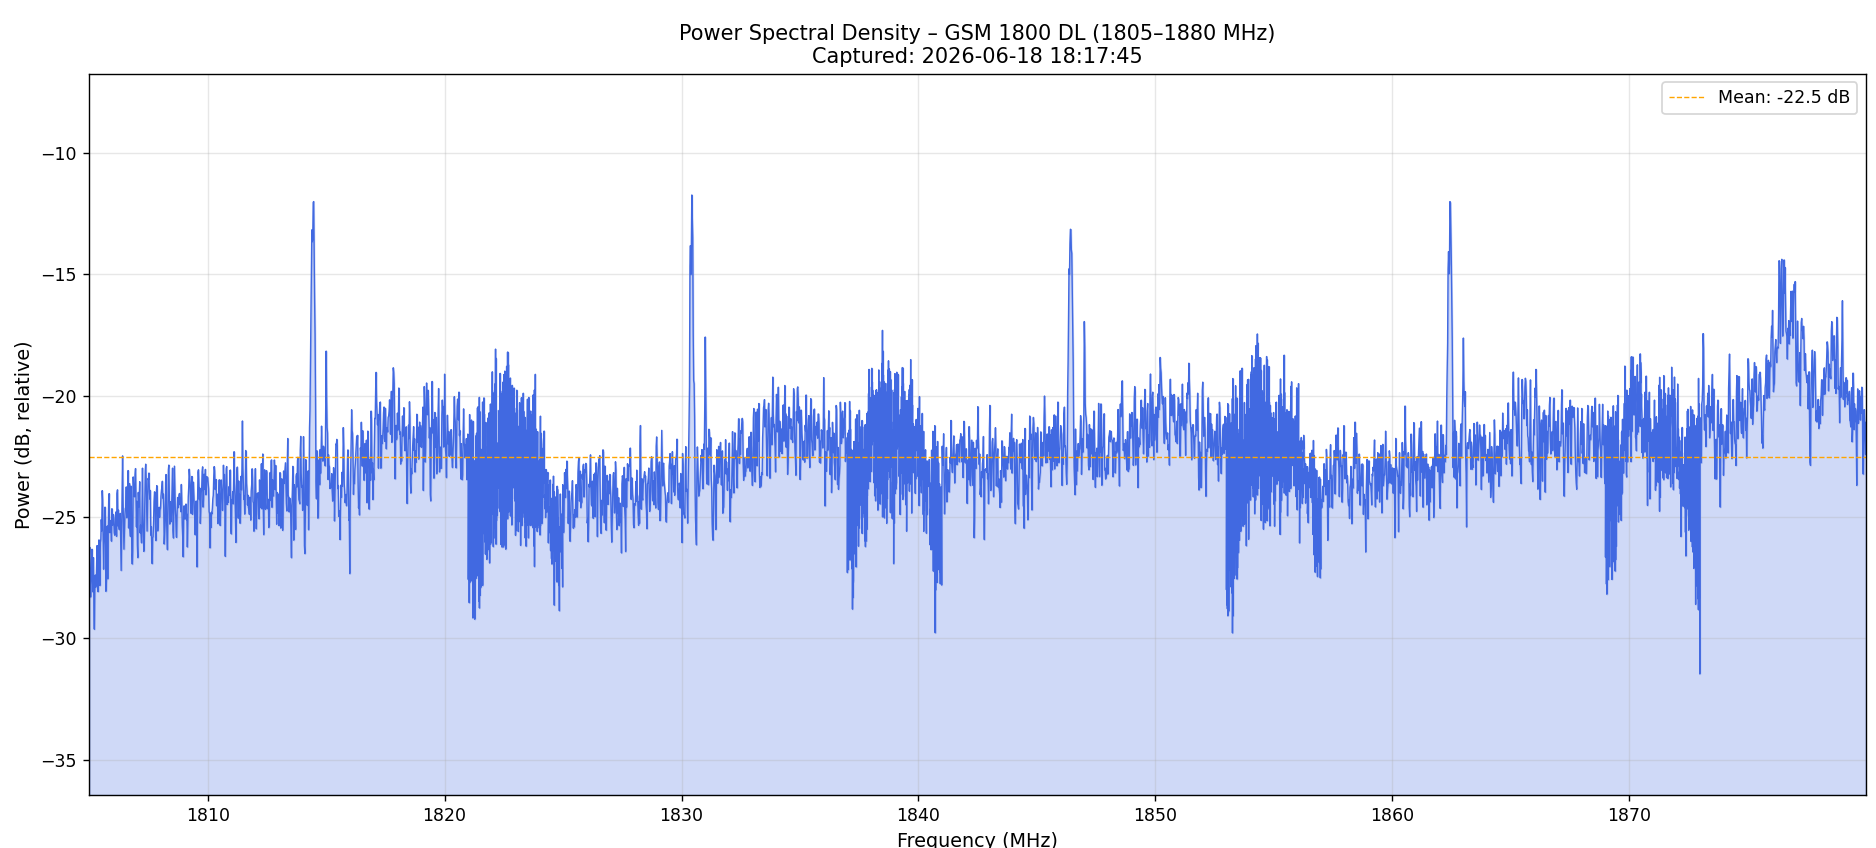 Power Spectral Density – GSM 1800 DL (1805–1880 MHz)
Captured: 2026-06-18 18:17:45
Mean: -22.5 dB
Power (dB, relative)
−10
−15
−20
−25
−30
−35
1810
1820
1830
1840
1850
1860
1870
Frequency (MHz)